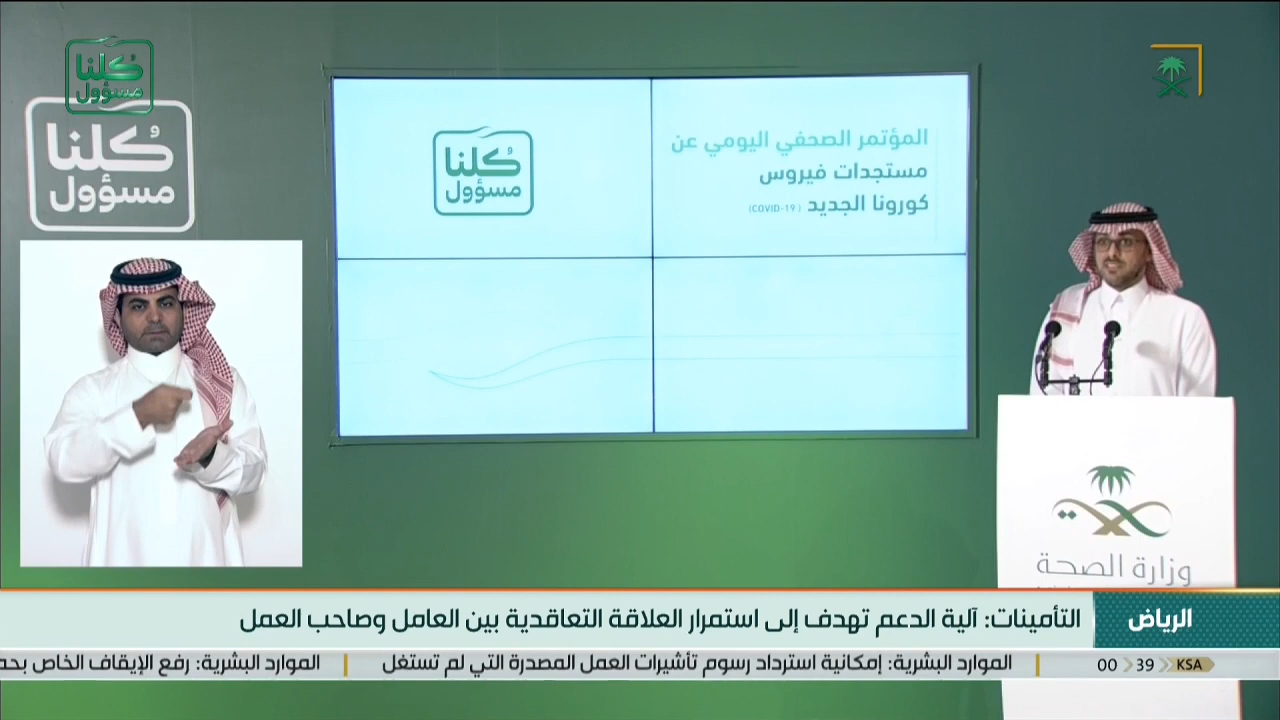 كلنا
مسؤول
كلنا
مسؤول
المؤتمر الصحفي اليومي عن
مستجدات فيروس
كورونا الجديد (COVID-19)
كُلنا
مسؤول
وزارة الصحة
الرياض
التأمينات: آلية الدعم تهدف إلى استمرار العلاقة التعاقدية بين العامل وصاحب العمل
KSA 39 00
الموارد البشرية: إمكانية استرداد رسوم تأشيرات العمل المصدرة التي لم تستغل | الموارد البشرية: رفع الإيقاف الخاص بحم